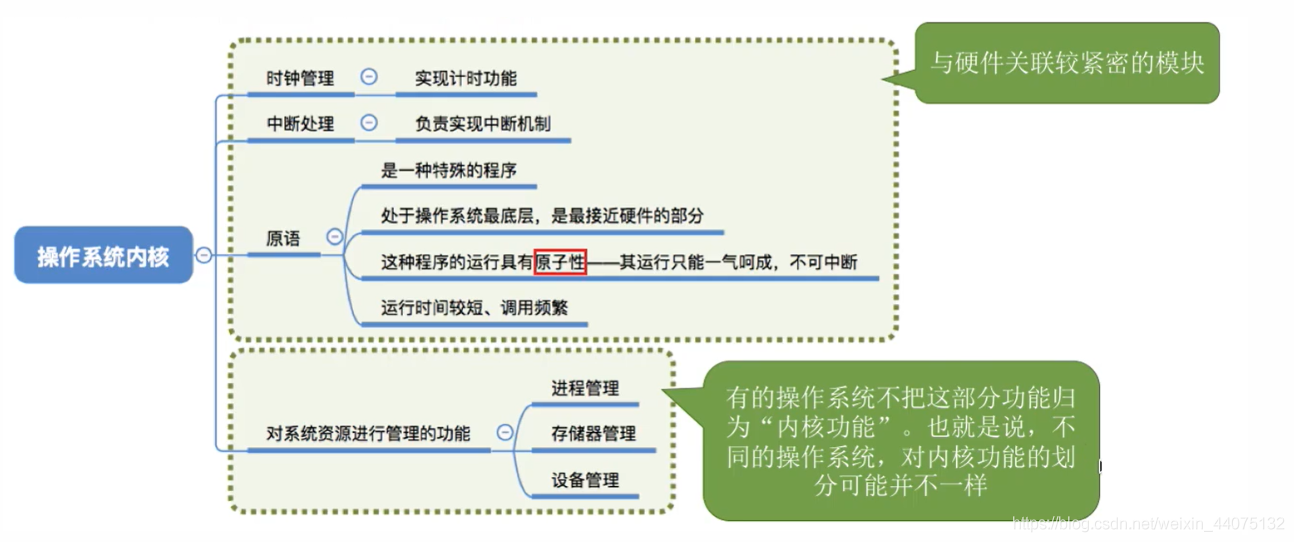 与硬件关联较紧密的模块
时钟管理
实现计时功能
中断处理
负责实现中断机制
是一种特殊的程序
处于操作系统最底层，是最接近硬件的部分
原语
操作系统内核
这种程序的运行具有原子性——其运行只能一气呵成，不可中断
运行时间较短、调用频繁
进程管理
对系统资源进行管理的功能
存储器管理
设备管理
有的操作系统不把这部分功能归
为“内核功能”。也就是说，不
同的操作系统，对内核功能的划
分可能并不一样
https://blog.csdn.net/weixin_44075132